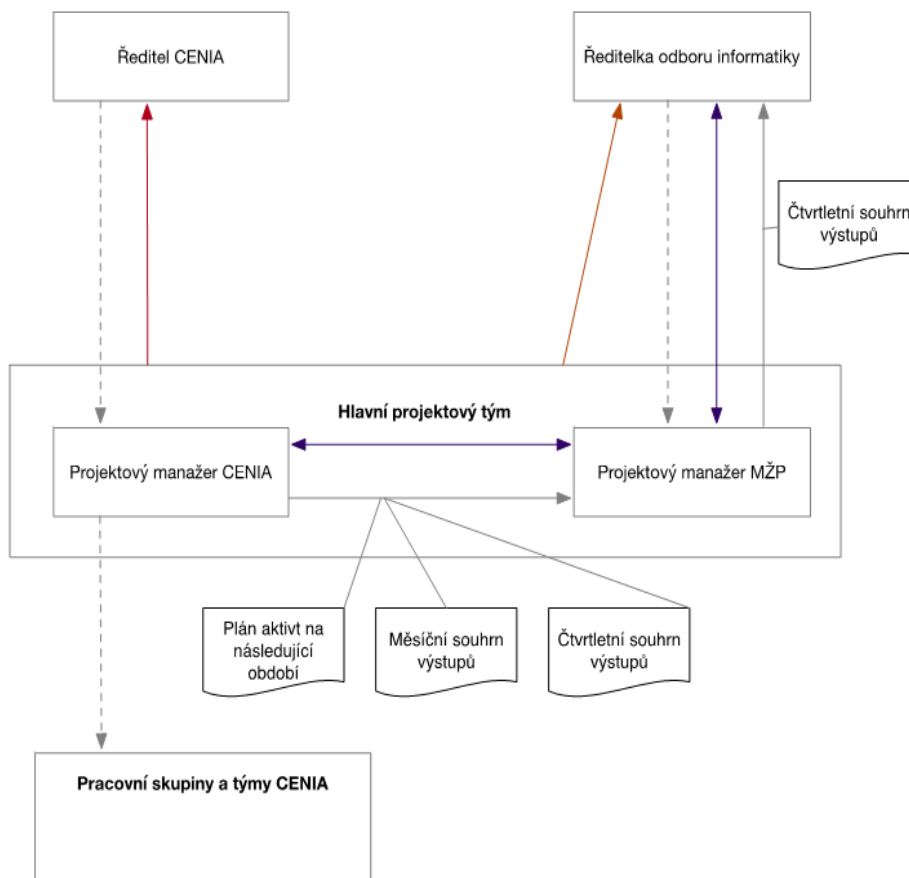 Ředitel CENIA
Ředitelka odboru informatiky
Čtvrtletní souhrn
výstupů
Hlavní projektový tým
Projektový manažer CENIA
Projektový manažer MŽP
Plán aktivt na
následující
období
Měsíční souhrn
výstupů
Čtvrtletní souhrn
výstupů
Pracovní skupiny a týmy CENIA